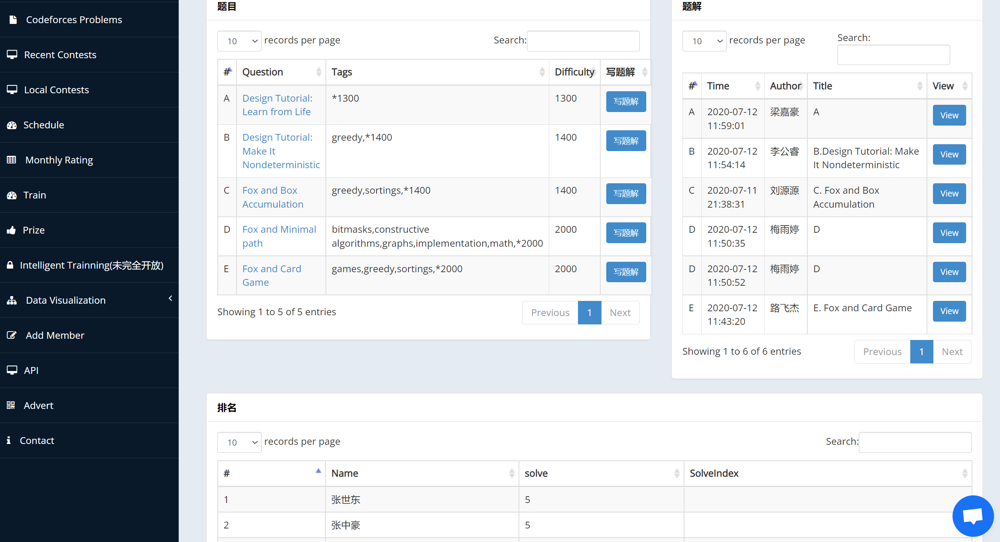 Codeforces Problems
Recent Contests
Local Contests
Schedule
Monthly Rating
Train
Prize
Intelligent Trainning(未完全开放)
Data Visualization
Add Member
API
Advert
Contact
题目
10 records per page Search:
# Question Tags Difficulty 写题解
A Design Tutorial: *1300 1300 写题解
Learn from Life
B Design Tutorial: greedy,*1400 1400 写题解
Make It
Nondeterministic
C Fox and Box greedy,sortings,*1400 1400 写题解
Accumulation
D Fox and Minimal bitmasks,constructive 2000 写题解
path algorithms,graphs,implementation,math,*2000
E Fox and Card games,greedy,sortings,*2000 2000 写题解
Game
Showing 1 to 5 of 5 entries Previous 1 Next
题解
10 records per page Search:
# Time Author Title View
A 2020-07-12 梁嘉豪 A View
11:59:01
B 2020-07-12 李公睿 B.Design Tutorial: Make View
11:54:14 It Nondeterministic
C 2020-07-11 刘源源 C. Fox and Box View
21:38:31 Accumulation
D 2020-07-12 梅雨婷 D View
11:50:35
D 2020-07-12 梅雨婷 D View
11:50:52
E 2020-07-12 路飞杰 E. Fox and Card Game View
11:43:20
Showing 1 to 6 of 6 entries Previous 1 Next
排名
10 records per page Search:
# Name solve SolveIndex
1 张世东 5
2 张中豪 5